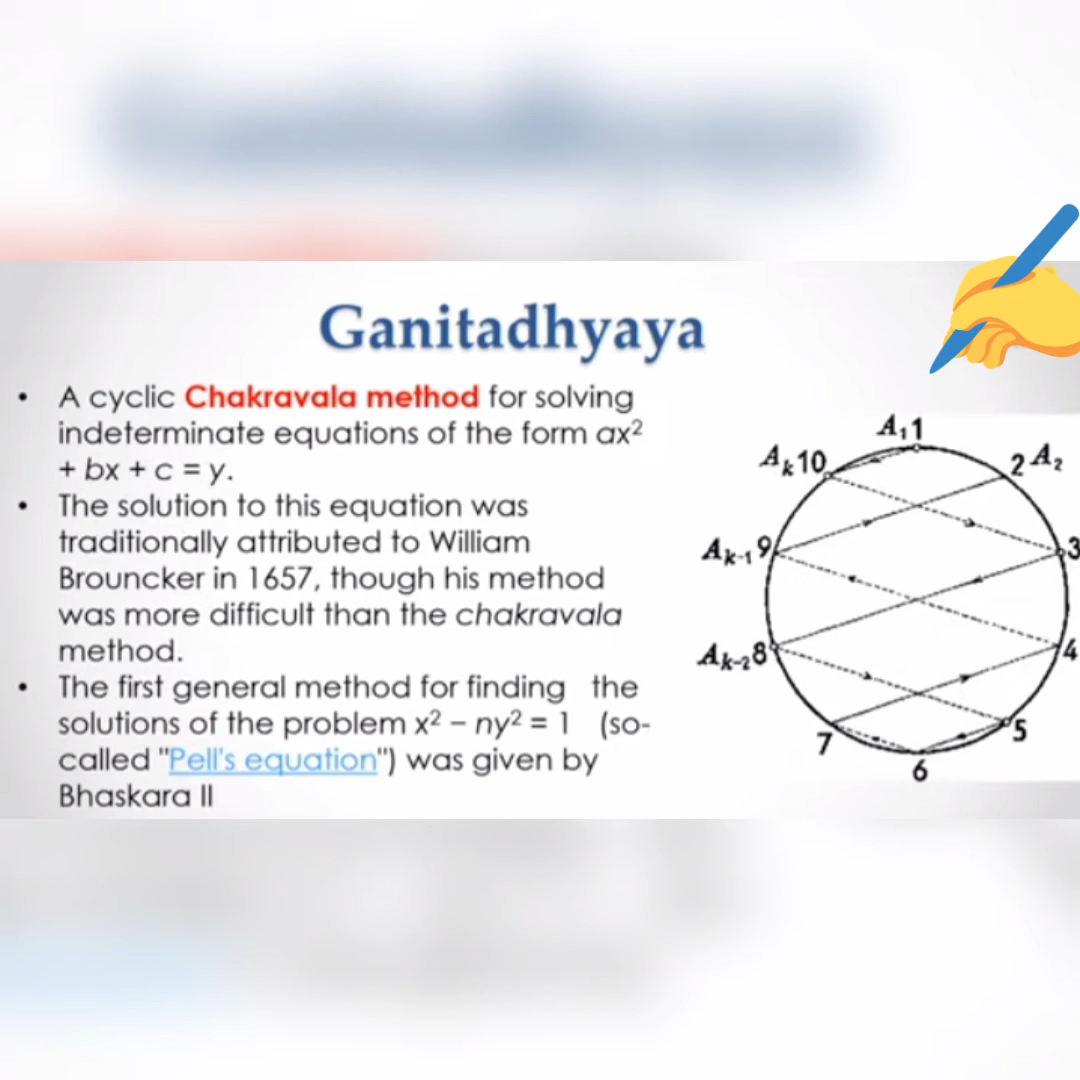 Ganitadhyaya
• A cyclic Chakravala method for solving
indeterminate equations of the form ax²
+ bx + c = y.
• The solution to this equation was
traditionally attributed to William
Brouncker in 1657, though his method
was more difficult than the chakravala
method.
• The first general method for finding the
solutions of the problem x² – ny² = 1 (so-
called "Pell's equation") was given by
Bhaskara II
A₁1
Aₖ10
2 A₂
Aₖ₋₁ 9
3
Aₖ₋₂8
4
5
7
6